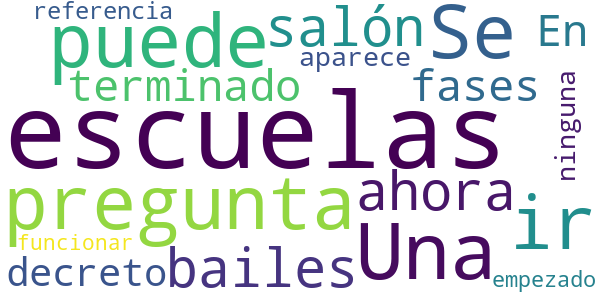 referencia
puede salón Se En
aparece
terminado fases
ninguna
escuelas
pregunta ahora
Una ir
funcionar
decreto bailes
empezado